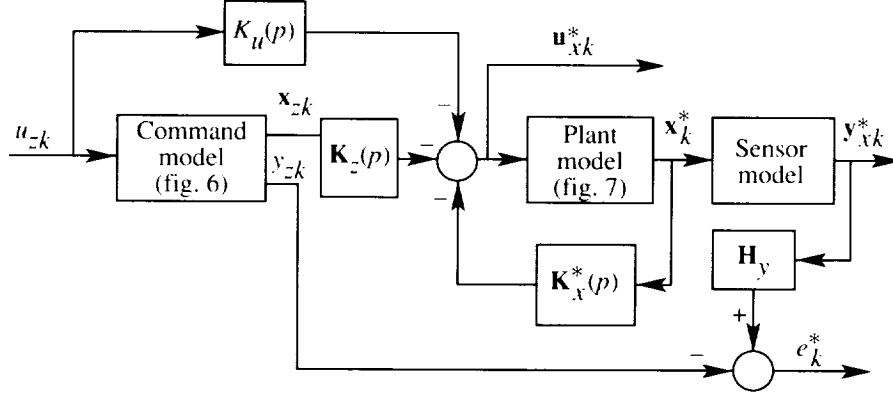 K_u(p)
u*_xk
u_zk
Command
model
(fig. 6)
x_zk
y_zk
K_z(p)
−
−
−
Plant
model
(fig. 7)
x*_k
Sensor
model
y*_xk
K*_x(p)
H_y
+
−
e*_k